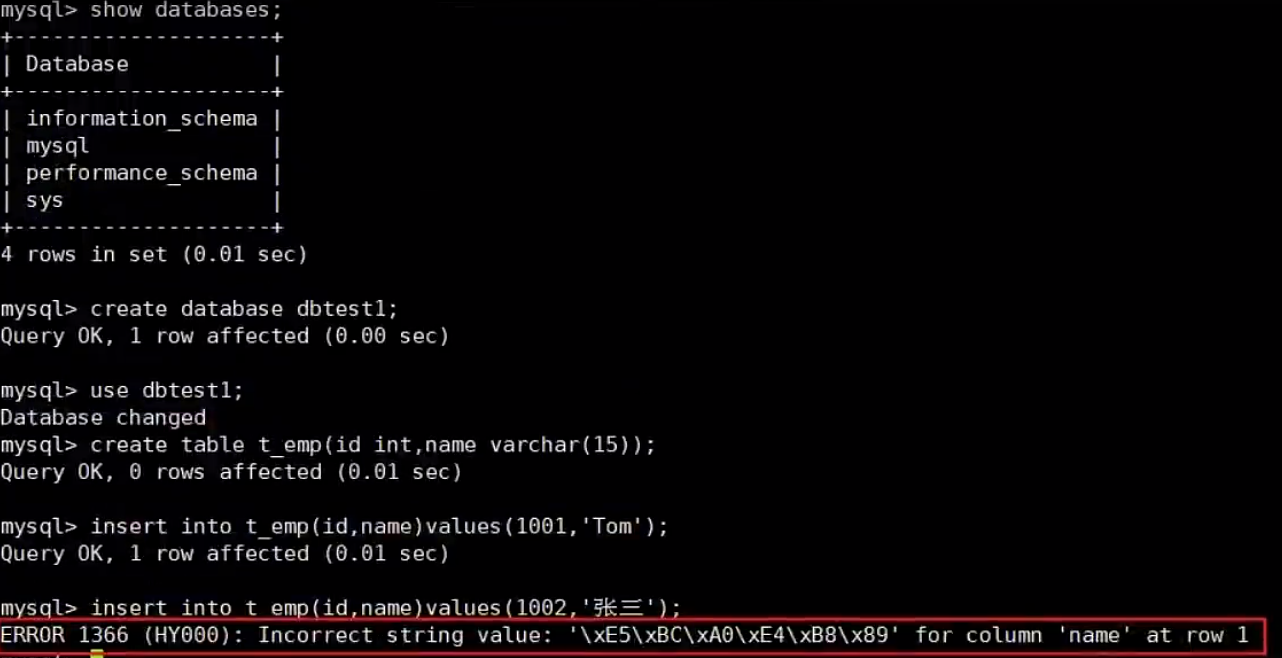 mysql> show databases;
+--------------------+
| Database           |
+--------------------+
| information_schema |
| mysql              |
| performance_schema |
| sys                |
+--------------------+
4 rows in set (0.01 sec)
mysql> create database dbtest1;
Query OK, 1 row affected (0.00 sec)
mysql> use dbtest1;
Database changed
mysql> create table t_emp(id int,name varchar(15));
Query OK, 0 rows affected (0.01 sec)
mysql> insert into t_emp(id,name)values(1001,'Tom');
Query OK, 1 row affected (0.01 sec)
mysql> insert into t_emp(id,name)values(1002,'张三');
ERROR 1366 (HY000): Incorrect string value: '\xE5\xBC\xA0\xE4\xB8\x89' for column 'name' at row 1